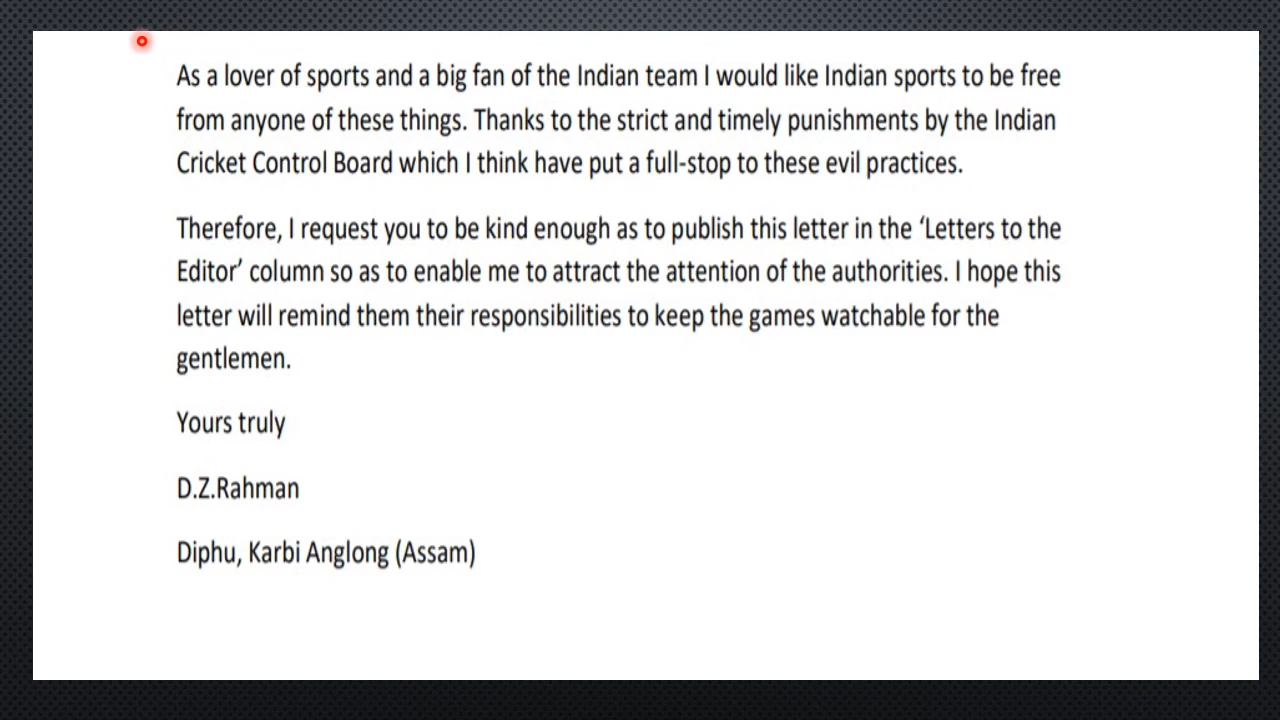 As a lover of sports and a big fan of the Indian team I would like Indian sports to be free
from anyone of these things. Thanks to the strict and timely punishments by the Indian
Cricket Control Board which I think have put a full-stop to these evil practices.
Therefore, I request you to be kind enough as to publish this letter in the ‘Letters to the
Editor’ column so as to enable me to attract the attention of the authorities. I hope this
letter will remind them their responsibilities to keep the games watchable for the
gentlemen.
Yours truly
D.Z.Rahman
Diphu, Karbi Anglong (Assam)